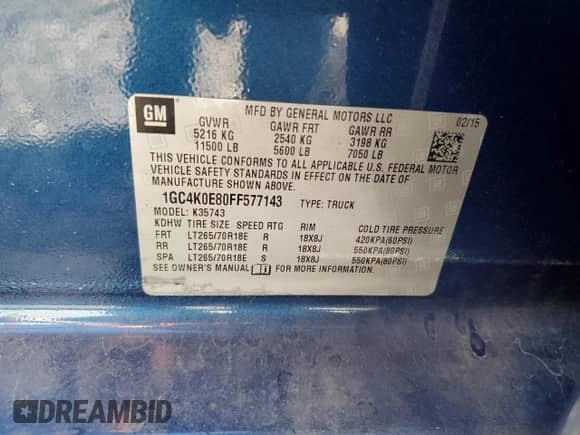 GM
MFD BY GENERAL MOTORS LLC
02/15
GVWR GAWR FRT GAWR RR
5216 KG 2540 KG 3198 KG
11500 LB 5600 LB 7050 LB
THIS VEHICLE CONFORMS TO ALL APPLICABLE U.S. FEDERAL MOTOR
VEHICLE SAFETY STANDARDS IN EFFECT ON THE DATE OF
MANUFACTURE SHOWN ABOVE.
1GC4K0E80FF577143 TYPE: TRUCK
MODEL: K35743
KDHW TIRE SIZE SPEED RTG RIM COLD TIRE PRESSURE
FRT LT265/70R18E R 18X8J 420KPA(60PSI)
RR LT265/70R18E R 18X8J 550KPA(80PSI)
SPA LT265/70R18E S 18X8J 550KPA(80PSI)
SEE OWNER'S MANUAL FOR MORE INFORMATION.
DREAMBID